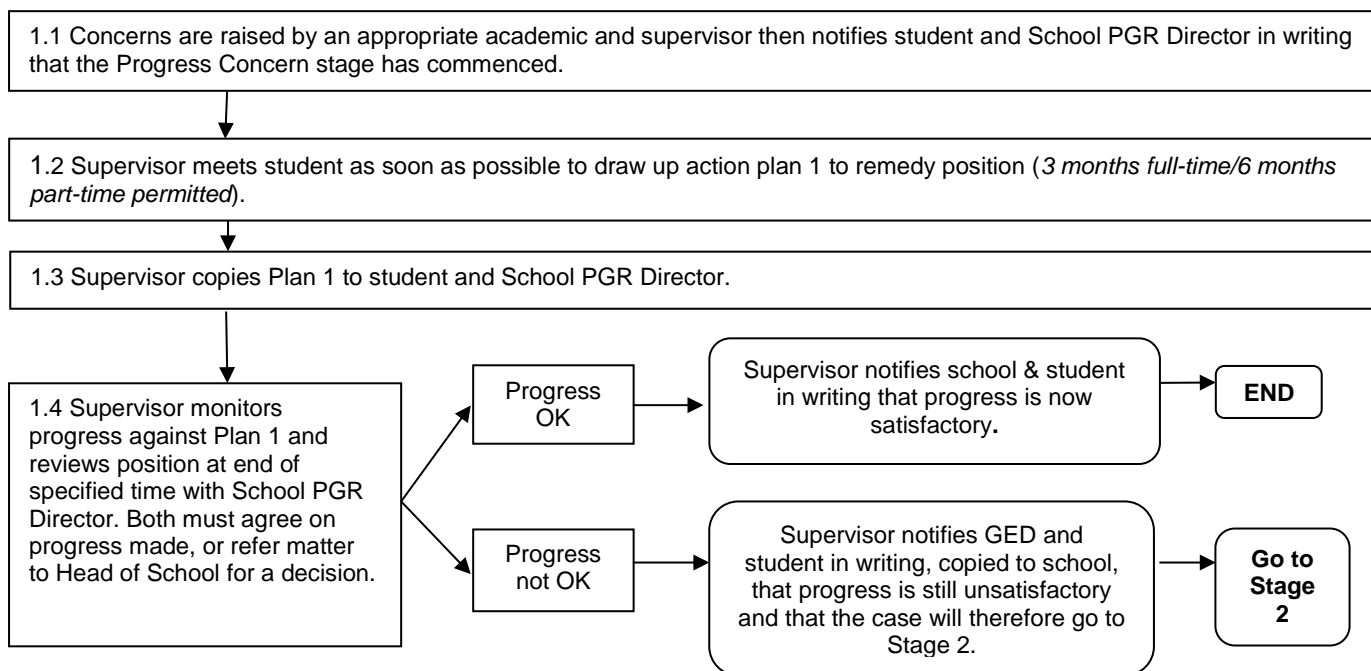 1.1 Concerns are raised by an appropriate academic and supervisor then notifies student and School PGR Director in writing
that the Progress Concern stage has commenced.
1.2 Supervisor meets student as soon as possible to draw up action plan 1 to remedy position (3 months full-time/6 months
part-time permitted).
1.3 Supervisor copies Plan 1 to student and School PGR Director.
1.4 Supervisor monitors
progress against Plan 1 and
reviews position at end of
specified time with School PGR
Director. Both must agree on
progress made, or refer matter
to Head of School for a decision.
Progress
OK
Supervisor notifies school & student
in writing that progress is now
satisfactory.
END
Progress
not OK
Supervisor notifies GED and
student in writing, copied to school,
that progress is still unsatisfactory
and that the case will therefore go to
Stage 2.
Go to
Stage
2